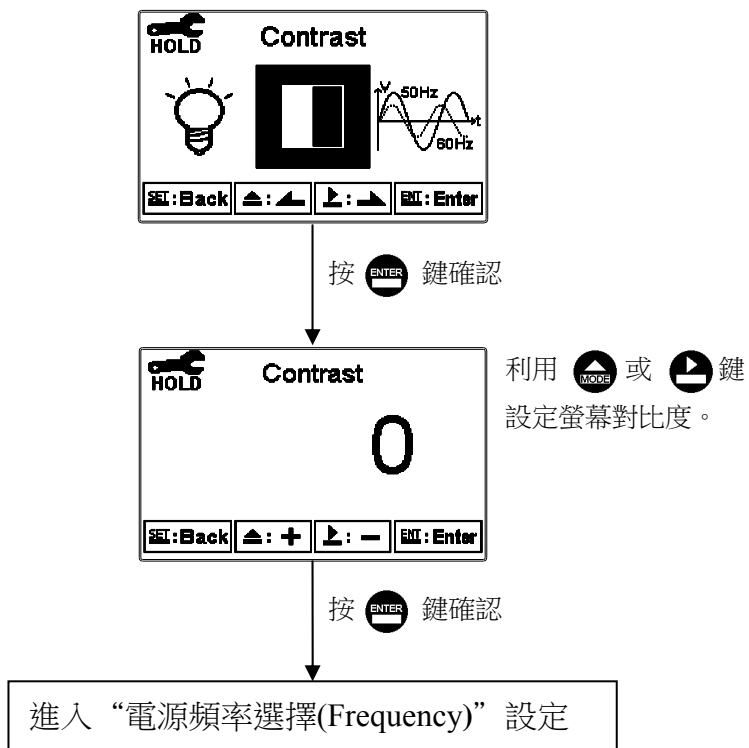 HOLD Contrast
V 50Hz
t
60Hz
SET:Back ▲: ◢ ▶: ◣ ENT:Enter
按 ENTER 鍵確認
HOLD Contrast
利用 MODE 或 鍵
設定螢幕對比度。
0
SET:Back ▲: + ▶: − ENT:Enter
按 ENTER 鍵確認
進入“電源頻率選擇(Frequency)”設定